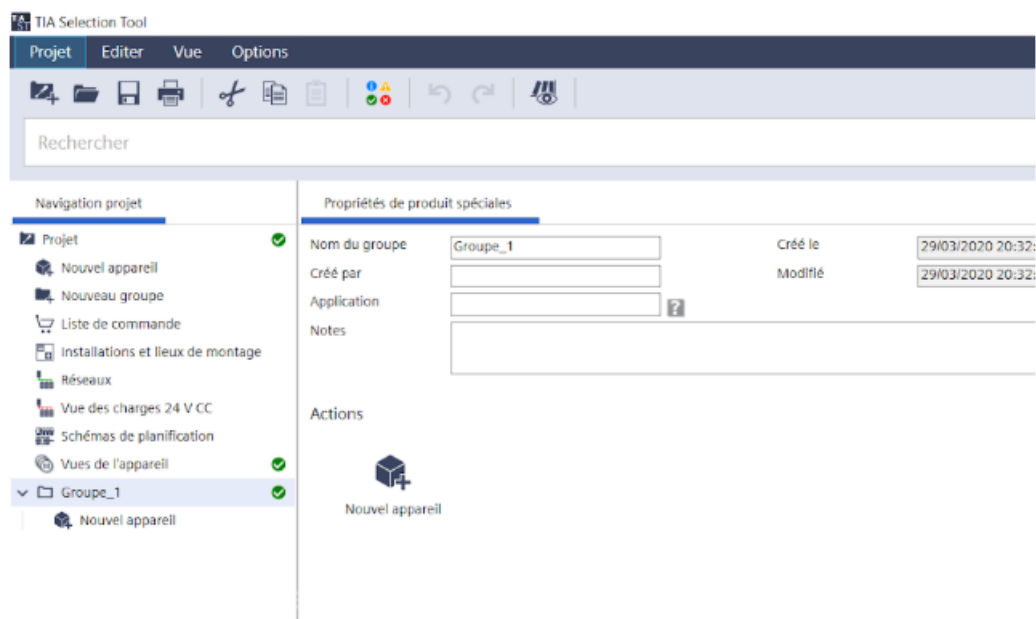 TIA Selection Tool
Projet Editer Vue Options
Rechercher
Navigation projet
Projet
Nouvel appareil
Nouveau groupe
Liste de commande
Installations et lieux de montage
Réseaux
Vue des charges 24 V CC
Schémas de planification
Vues de l'appareil
Groupe_1
Nouvel appareil
Propriétés de produit spéciales
Nom du groupe Groupe_1 Créé le 29/03/2020 20:32:
Créé par Modifié 29/03/2020 20:32:
Application ?
Notes
Actions
Nouvel appareil